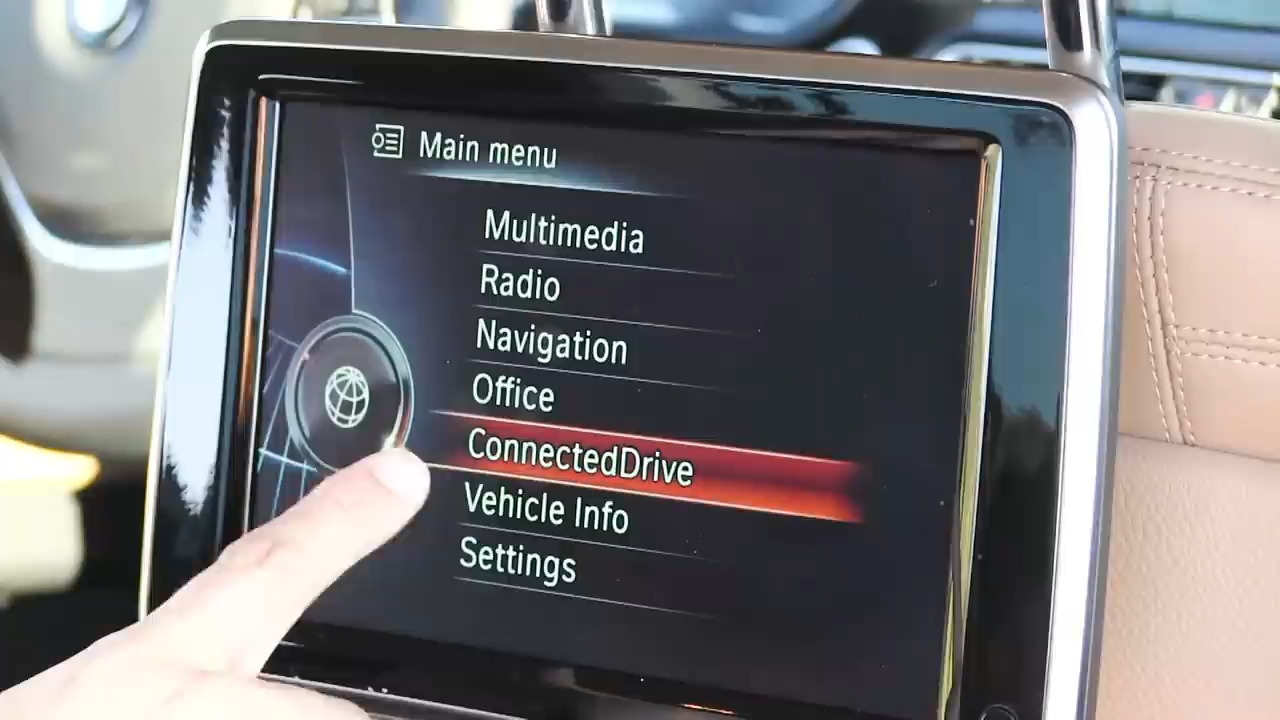 Main menu
Multimedia
Radio
Navigation
Office
ConnectedDrive
Vehicle Info
Settings